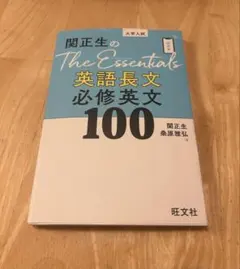 大学入試
関正生の
The Essentials
英語長文
必修英文
100
関正生
桑原雅弘
旺文社